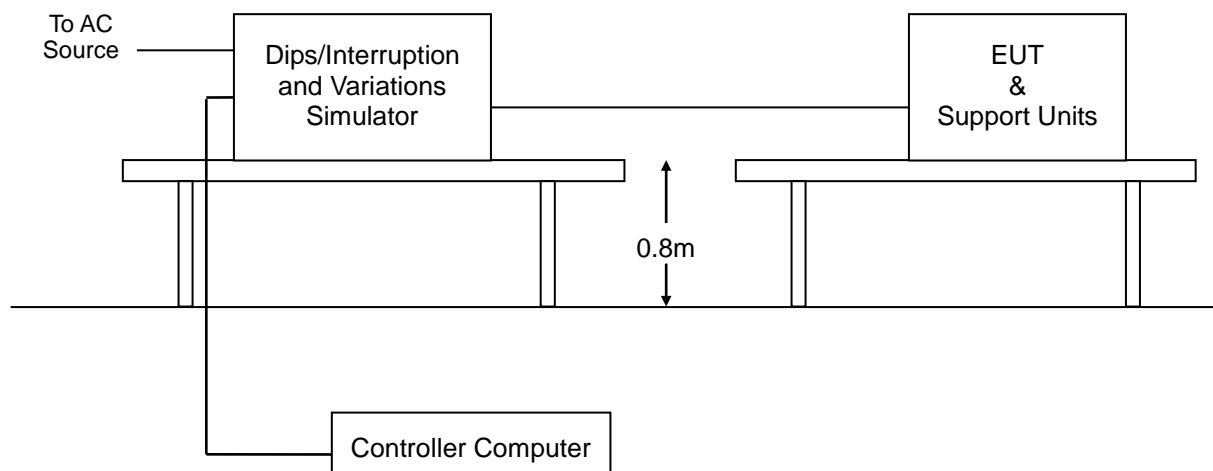 To AC
Source
Dips/Interruption
and Variations
Simulator
EUT
&
Support Units
0.8m
Controller Computer